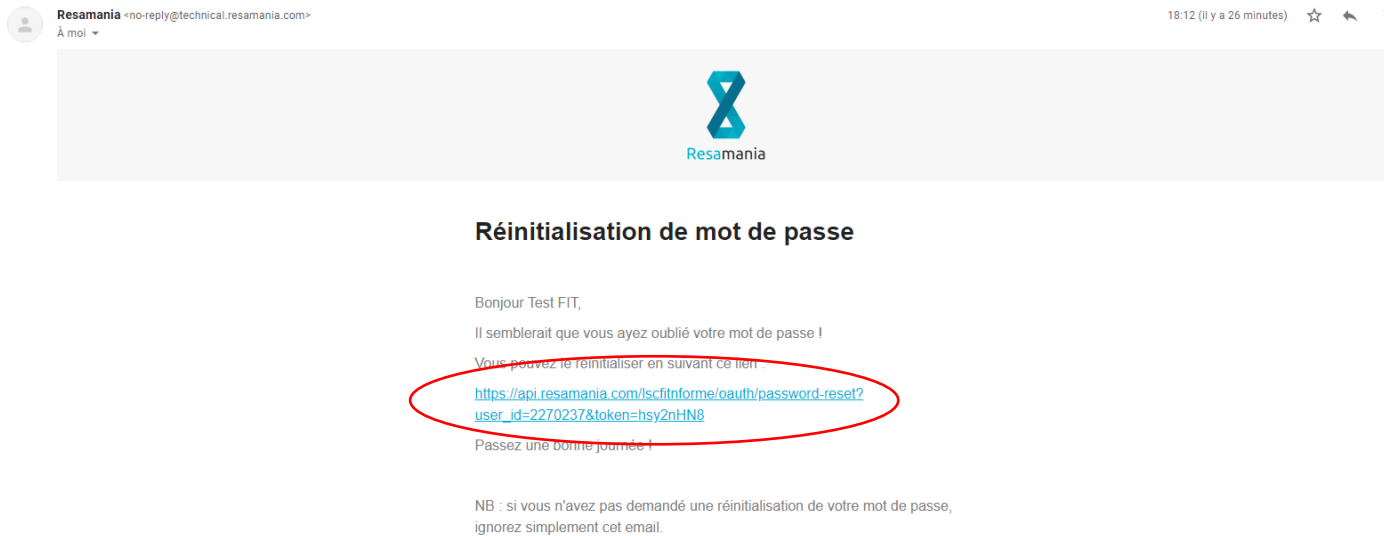 Resamania <no-reply@technical.resamania.com>
18:12 (il y a 26 minutes)
À moi
Resamania
Réinitialisation de mot de passe
Bonjour Test FIT,
Il semblerait que vous ayez oublié votre mot de passe !
Vous pouvez le réinitialiser en suivant ce lien :
https://api.resamania.com/lscfitnforme/oauth/password-reset?
user_id=2270237&token=hsy2nHN8
Passez une bonne journée !
NB : si vous n'avez pas demandé une réinitialisation de votre mot de passe,
ignorez simplement cet email.